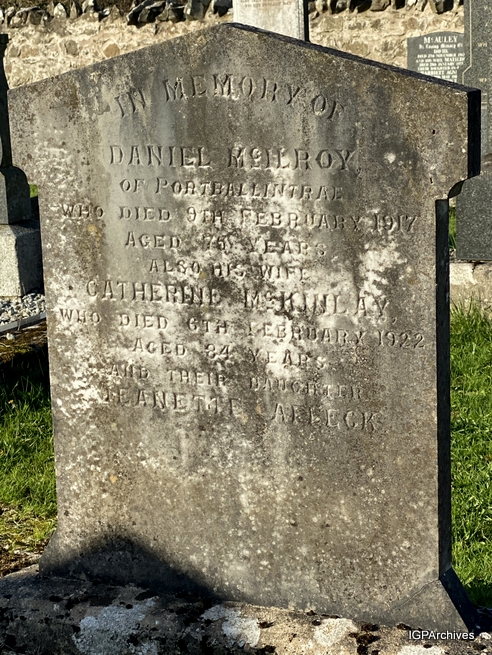 IN MEMORY OF
DANIEL McILROY
OF PORTBALLINTRAE
WHO DIED 9TH FEBRUARY 1917
AGED YEARS
ALSO HIS WIFE
CATHERINE McKINLAY,
WHO DIED 6TH FEBRUARY 1922
AGED 84 YEARS
AND THEIR DAUGHTER
JEANETTE AFFECK
McAULEY
IGPArchives